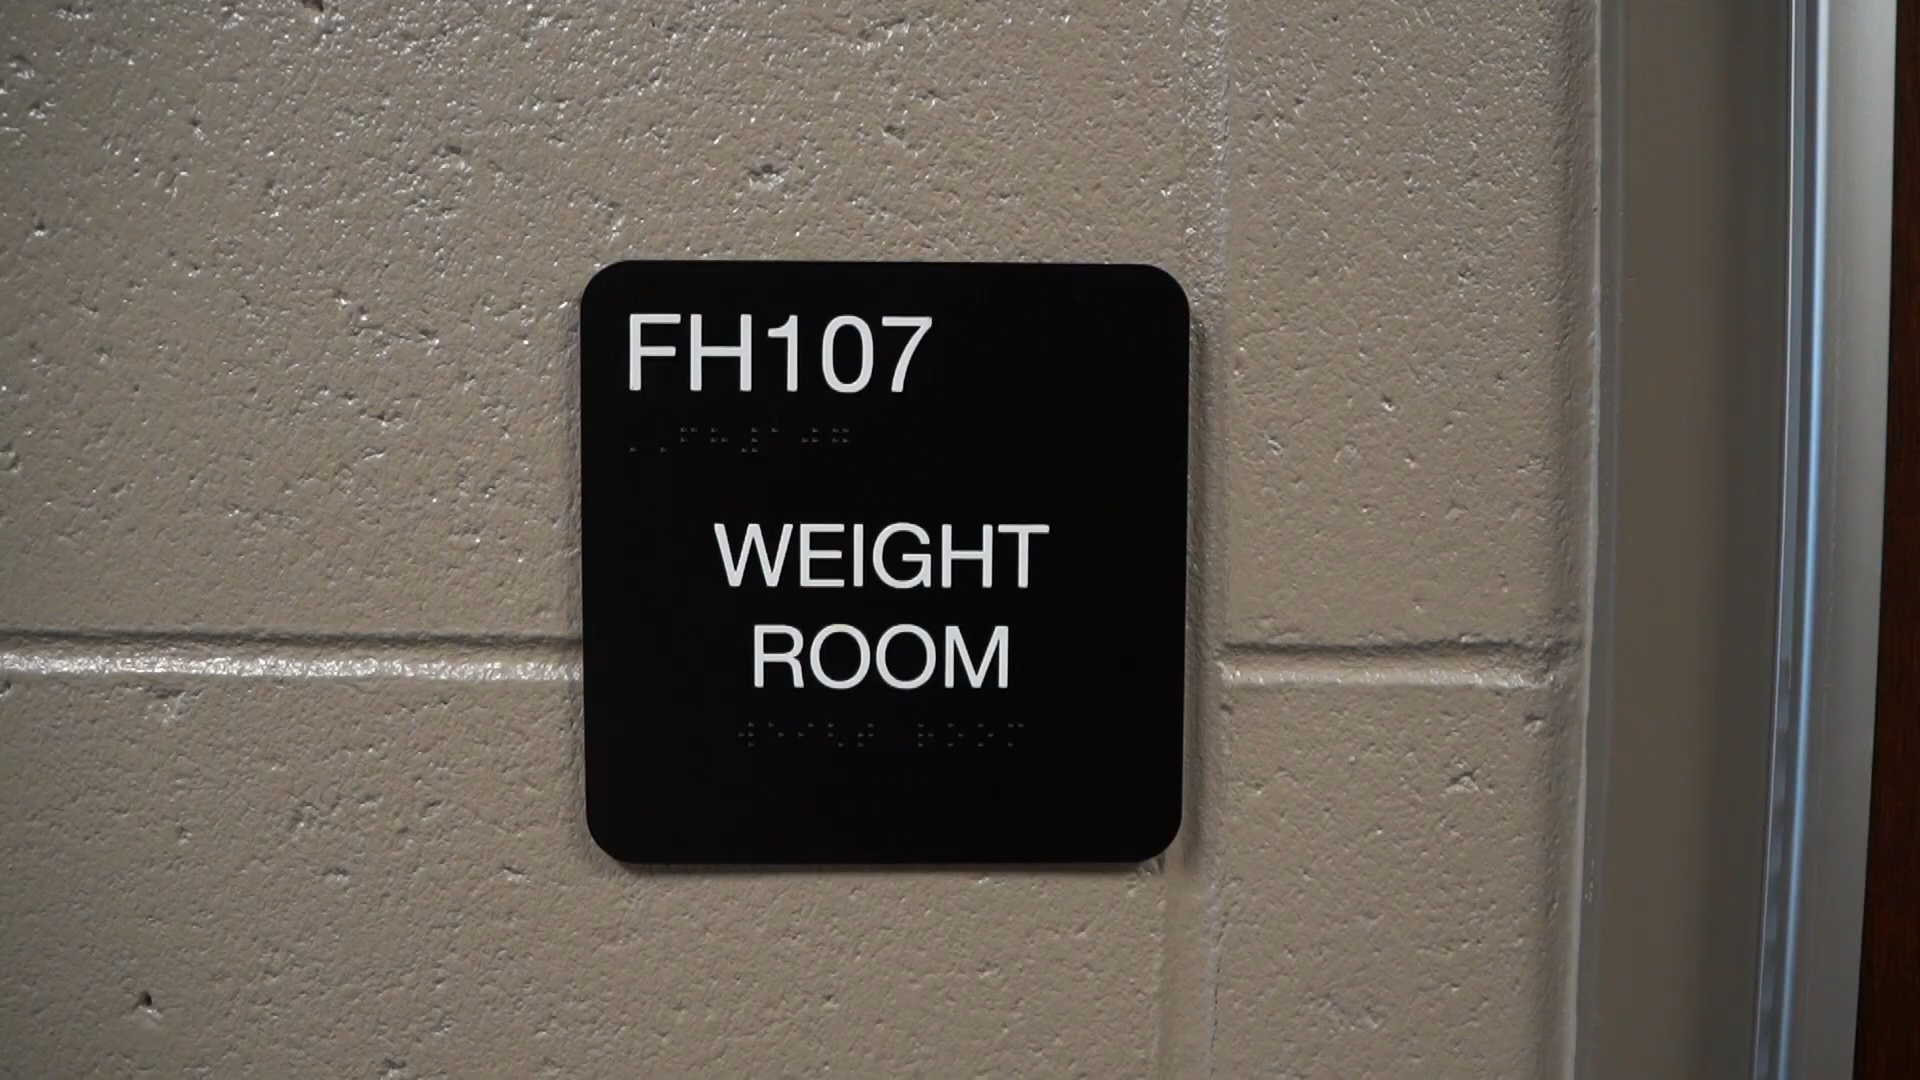 FH107
⠠⠠⠋⠓⠼⠁⠚⠛
WEIGHT
ROOM
⠺⠑⠊⠣⠞ ⠗⠕⠕⠍